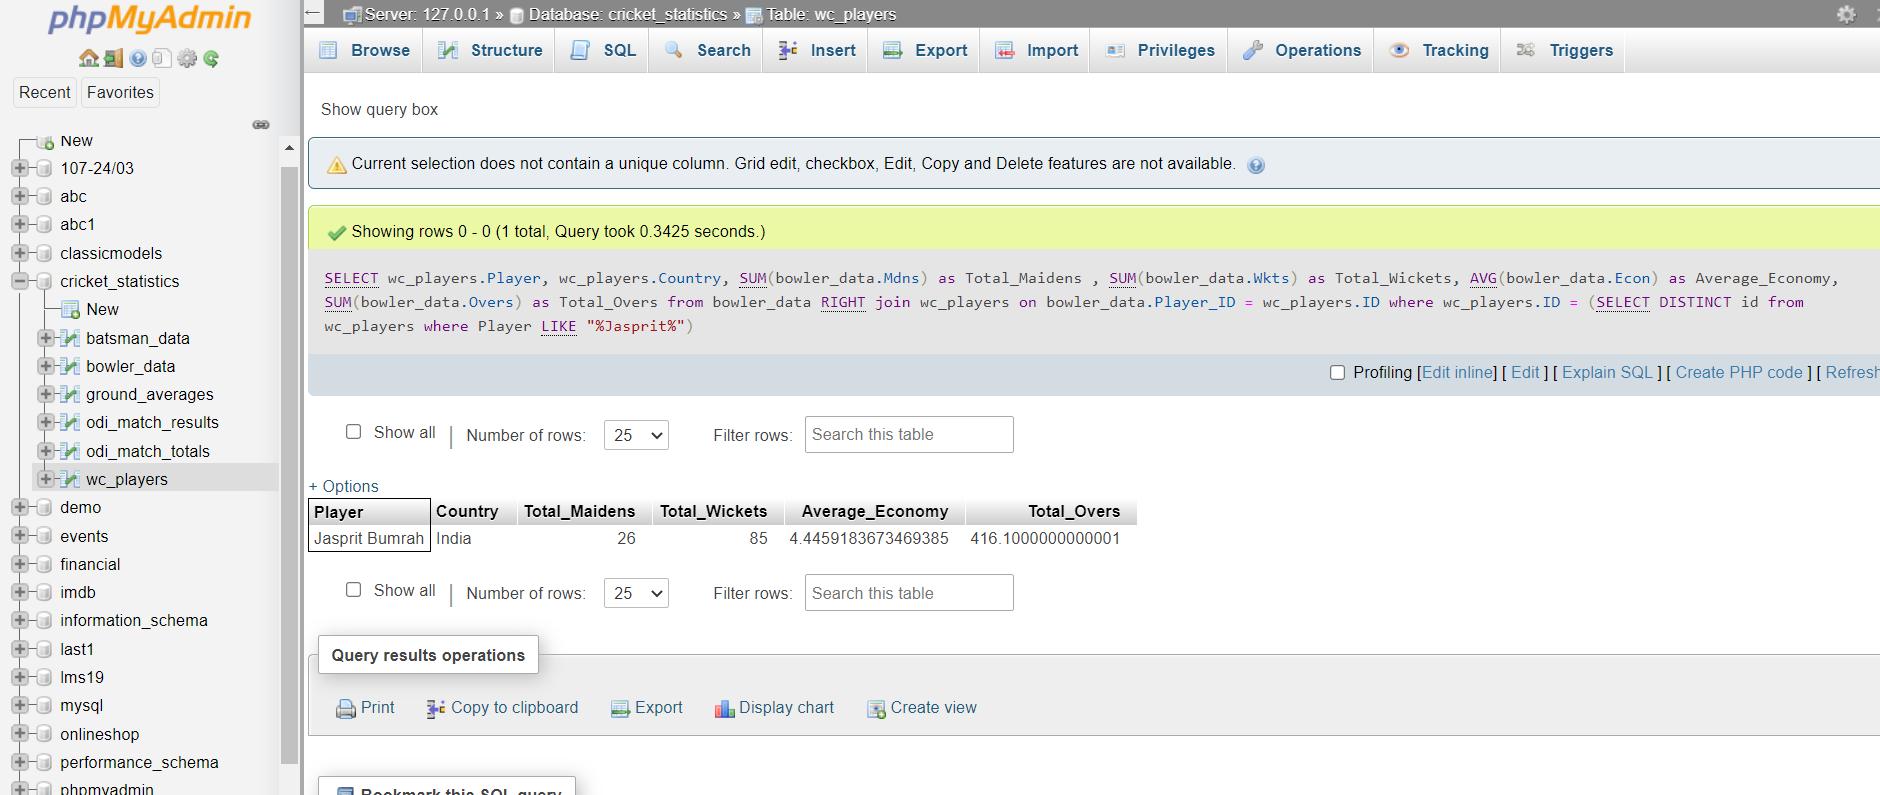 phpMyAdmin
Recent
Favorites
New
107-24/03
abc
abc1
classicmodels
cricket_statistics
New
batsman_data
bowler_data
ground_averages
odi_match_results
odi_match_totals
wc_players
demo
events
financial
imdb
information_schema
last1
lms19
mysql
onlineshop
performance_schema
phpmyadmin
Server: 127.0.0.1 » Database: cricket_statistics » Table: wc_players
Browse Structure SQL Search Insert Export Import Privileges Operations Tracking Triggers
Show query box
Current selection does not contain a unique column. Grid edit, checkbox, Edit, Copy and Delete features are not available.
Showing rows 0 - 0 (1 total, Query took 0.3425 seconds.)
SELECT wc_players.Player, wc_players.Country, SUM(bowler_data.Mdns) as Total_Maidens , SUM(bowler_data.Wkts) as Total_Wickets, AVG(bowler_data.Econ) as Average_Economy,
SUM(bowler_data.Overs) as Total_Overs from bowler_data RIGHT join wc_players on bowler_data.Player_ID = wc_players.ID where wc_players.ID = (SELECT DISTINCT id from
wc_players where Player LIKE "%Jasprit%")
Profiling [Edit inline] [ Edit ] [ Explain SQL ] [ Create PHP code ] [ Refresh
Show all | Number of rows: 25 Filter rows: Search this table
+ Options
Player Country Total_Maidens Total_Wickets Average_Economy Total_Overs
Jasprit Bumrah India 26 85 4.4459183673469385 416.1000000000001
Show all | Number of rows: 25 Filter rows: Search this table
Query results operations
Print Copy to clipboard Export Display chart Create view
Bookmark this SQL query